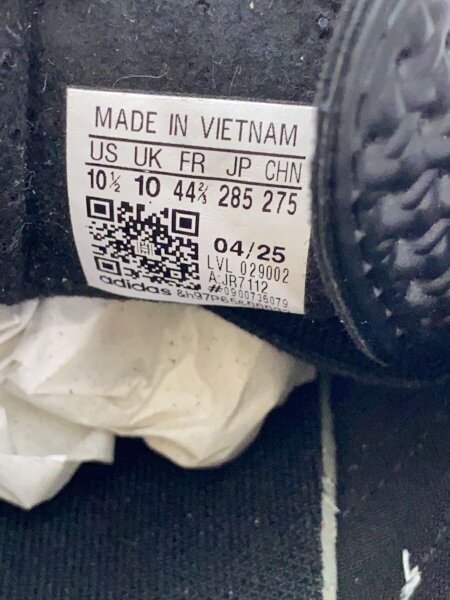 MADE IN VIETNAM
US UK FR JP CHN
10½ 10 44⅔ 285 275
04/25
LVL 029002
A:JR7112
#0900736079
adidas